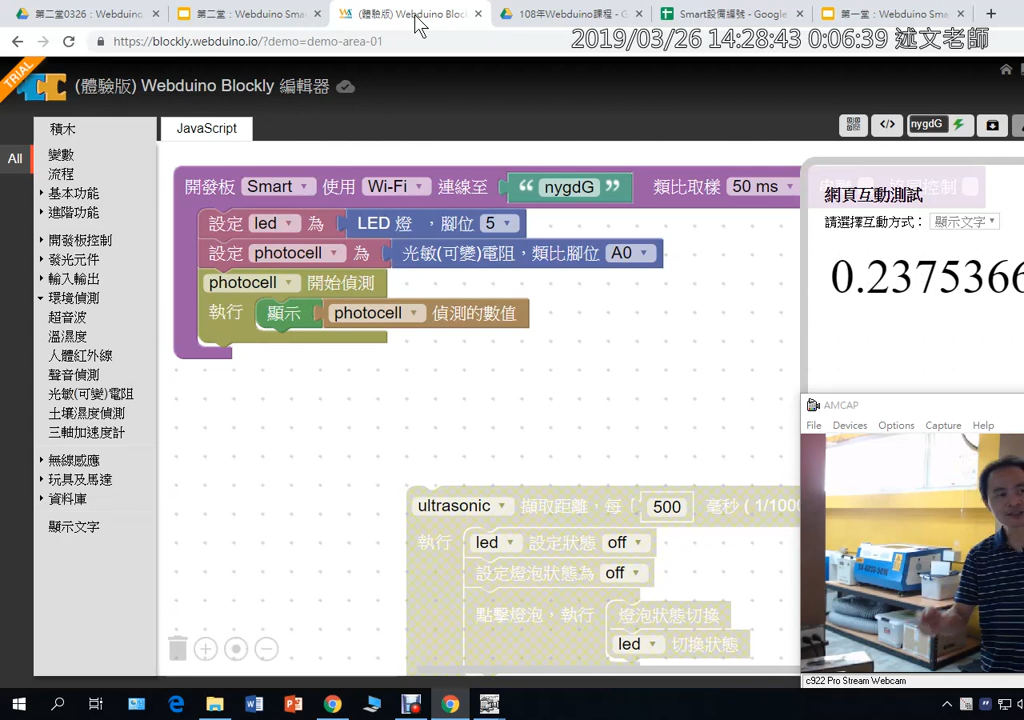 第二堂0326：Webduino
第二堂：Webduino Sma
(體驗版) Webduino Bloc
108年Webduino課程 - G
Smart設備編號 - Google
第一堂：Webduino Sma
https://blockly.webduino.io/?demo=demo-area-01
2019/03/26 14:28:43 0:06:39 述文老師
TRIAL
(體驗版) Webduino Blockly 編輯器
積木
JavaScript
nygdG
All
變數
流程
基本功能
進階功能
開發板控制
發光元件
輸入輸出
環境偵測
超音波
溫濕度
人體紅外線
聲音偵測
光敏(可變)電阻
土壤濕度偵測
三軸加速度計
無線感應
玩具及馬達
資料庫
顯示文字
開發板 Smart 使用 Wi-Fi 連線至 “ nygdG ” 類比取樣 50 ms
設定 led 為 LED 燈 ，腳位 5
設定 photocell 為 光敏(可變)電阻，類比腳位 A0
photocell 開始偵測
執行 顯示 photocell 偵測的數值
ultrasonic 擷取距離，每 500 毫秒 ( 1/1000
執行 led 設定狀態 off
設定燈泡狀態為 off
點擊燈泡，執行 燈泡狀態切換
led 切換狀態
控制
網頁互動測試
請選擇互動方式： 顯示文字
0.2375366
AMCAP
File Devices Options Capture Help
c922 Pro Stream Webcam